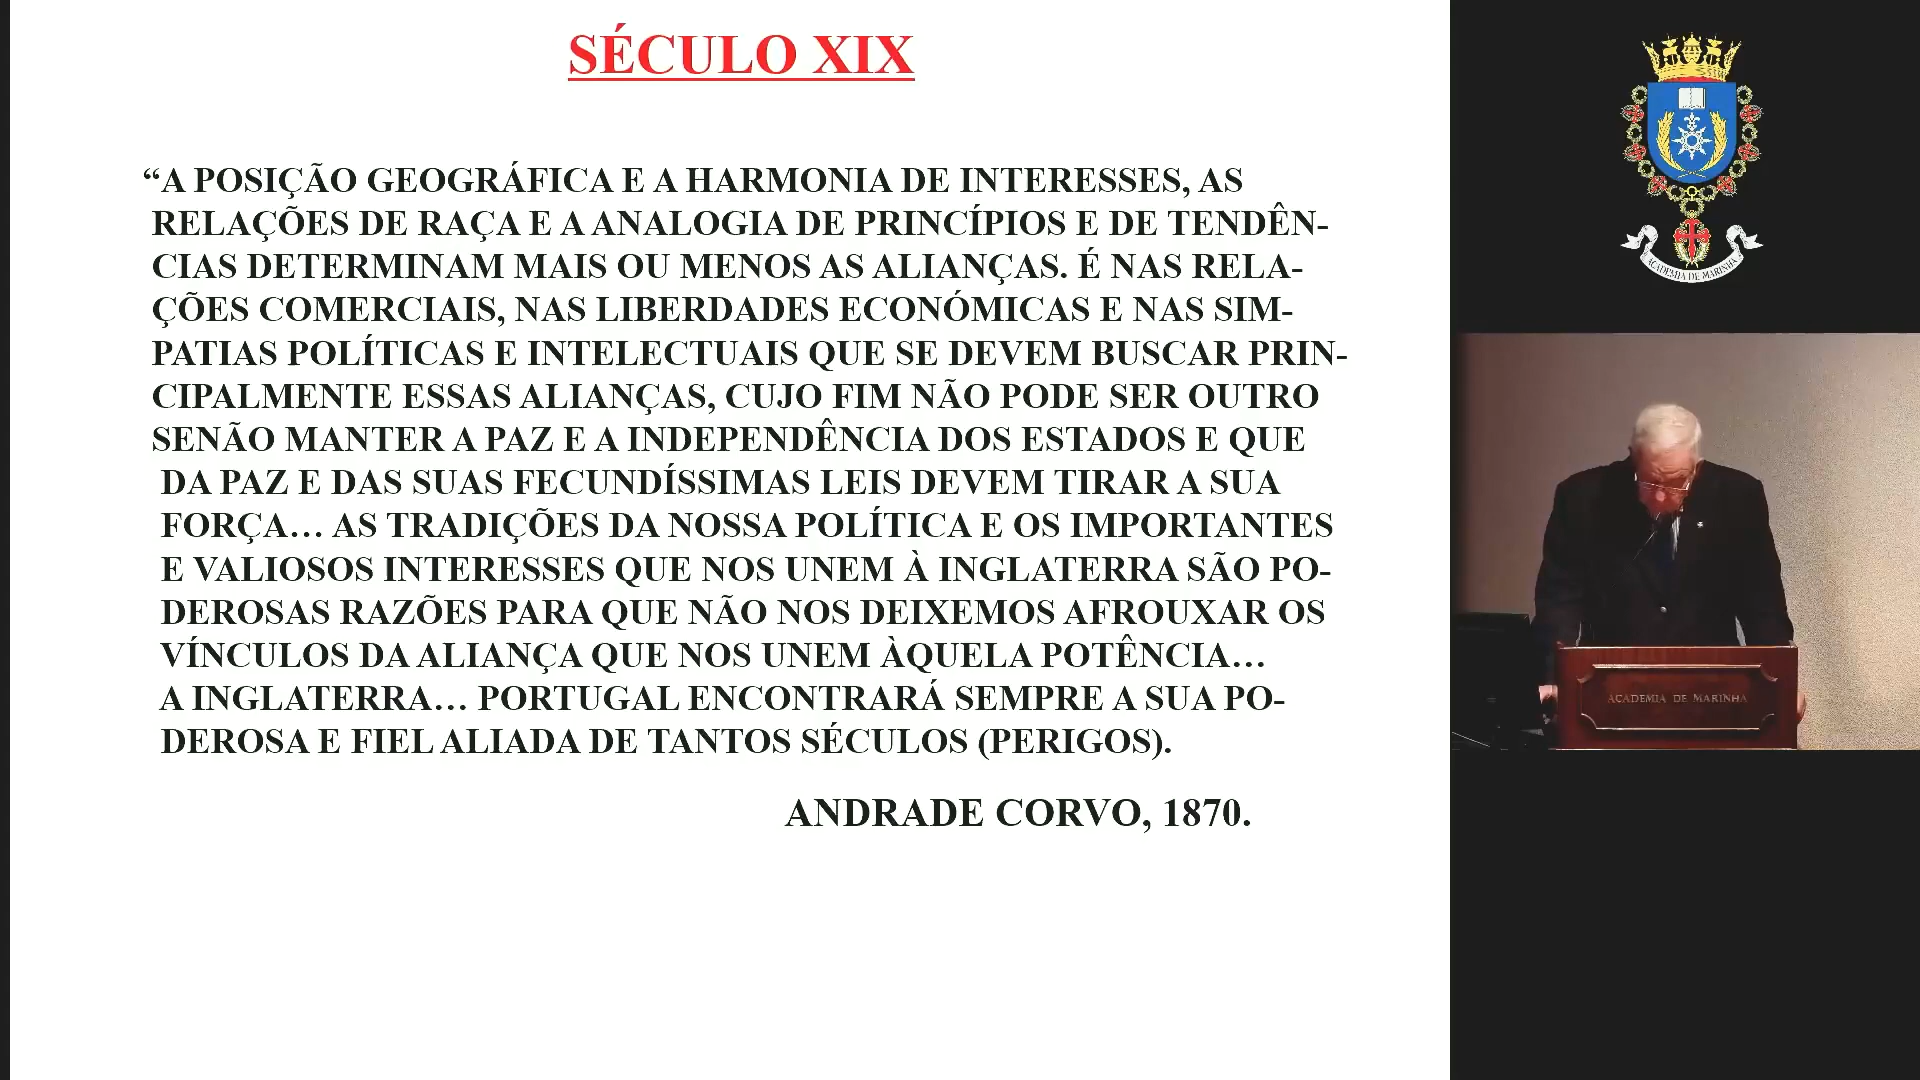 SÉCULO XIX
“A POSIÇÃO GEOGRÁFICA E A HARMONIA DE INTERESSES, AS
RELAÇÕES DE RAÇA E A ANALOGIA DE PRINCÍPIOS E DE TENDÊN-
CIAS DETERMINAM MAIS OU MENOS AS ALIANÇAS. É NAS RELA-
ÇÕES COMERCIAIS, NAS LIBERDADES ECONÓMICAS E NAS SIM-
PATIAS POLÍTICAS E INTELECTUAIS QUE SE DEVEM BUSCAR PRIN-
CIPALMENTE ESSAS ALIANÇAS, CUJO FIM NÃO PODE SER OUTRO
SENÃO MANTER A PAZ E A INDEPENDÊNCIA DOS ESTADOS E QUE
DA PAZ E DAS SUAS FECUNDÍSSIMAS LEIS DEVEM TIRAR A SUA
FORÇA… AS TRADIÇÕES DA NOSSA POLÍTICA E OS IMPORTANTES
E VALIOSOS INTERESSES QUE NOS UNEM À INGLATERRA SÃO PO-
DEROSAS RAZÕES PARA QUE NÃO NOS DEIXEMOS AFROUXAR OS
VÍNCULOS DA ALIANÇA QUE NOS UNEM ÀQUELA POTÊNCIA…
A INGLATERRA… PORTUGAL ENCONTRARÁ SEMPRE A SUA PO-
DEROSA E FIEL ALIADA DE TANTOS SÉCULOS (PERIGOS).
ANDRADE CORVO, 1870.
ACADEMIA DE MARINHA
ACADEMIA DE MARINHA